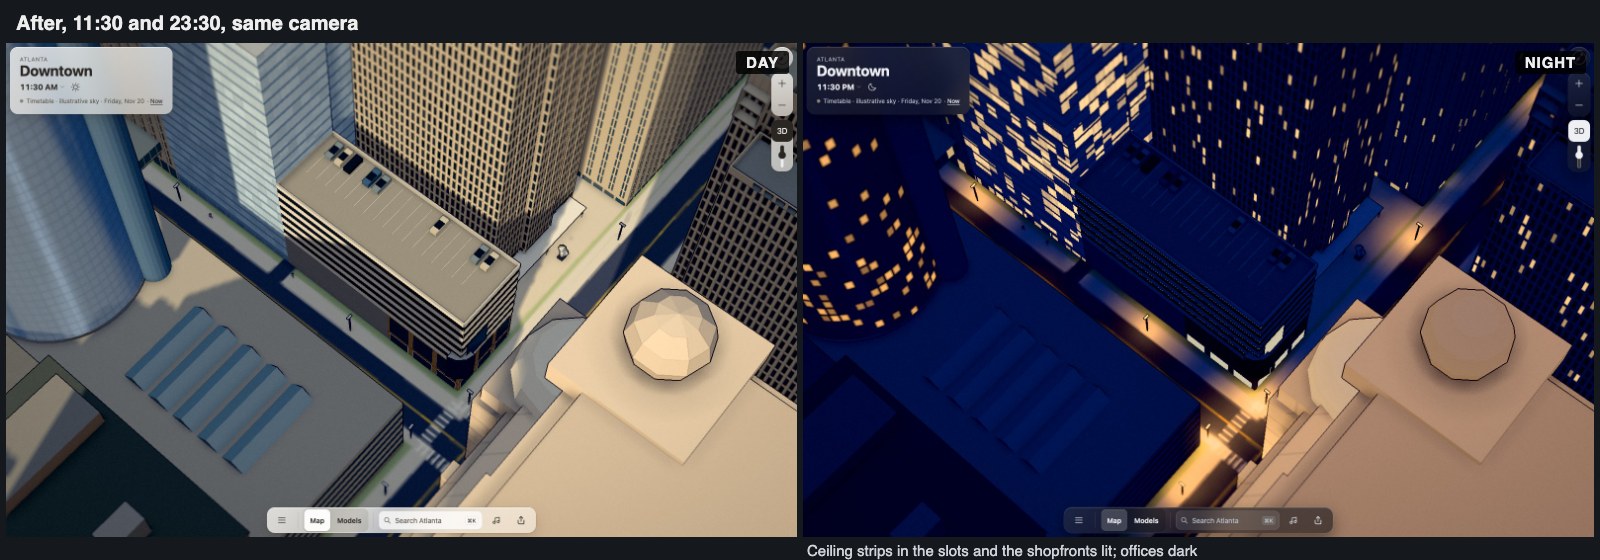 After, 11:30 and 23:30, same camera
ATLANTA
Downtown
11:30 AM
Timetable · Illustrative sky · Friday, Nov 20 · Now
DAY
+
−
3D
Map
Models
Search Atlanta
⌘K
ATLANTA
Downtown
11:30 PM
Timetable · Illustrative sky · Friday, Nov 20 · Now
NIGHT
+
−
3D
Map
Models
Search Atlanta
⌘K
Ceiling strips in the slots and the shopfronts lit; offices dark